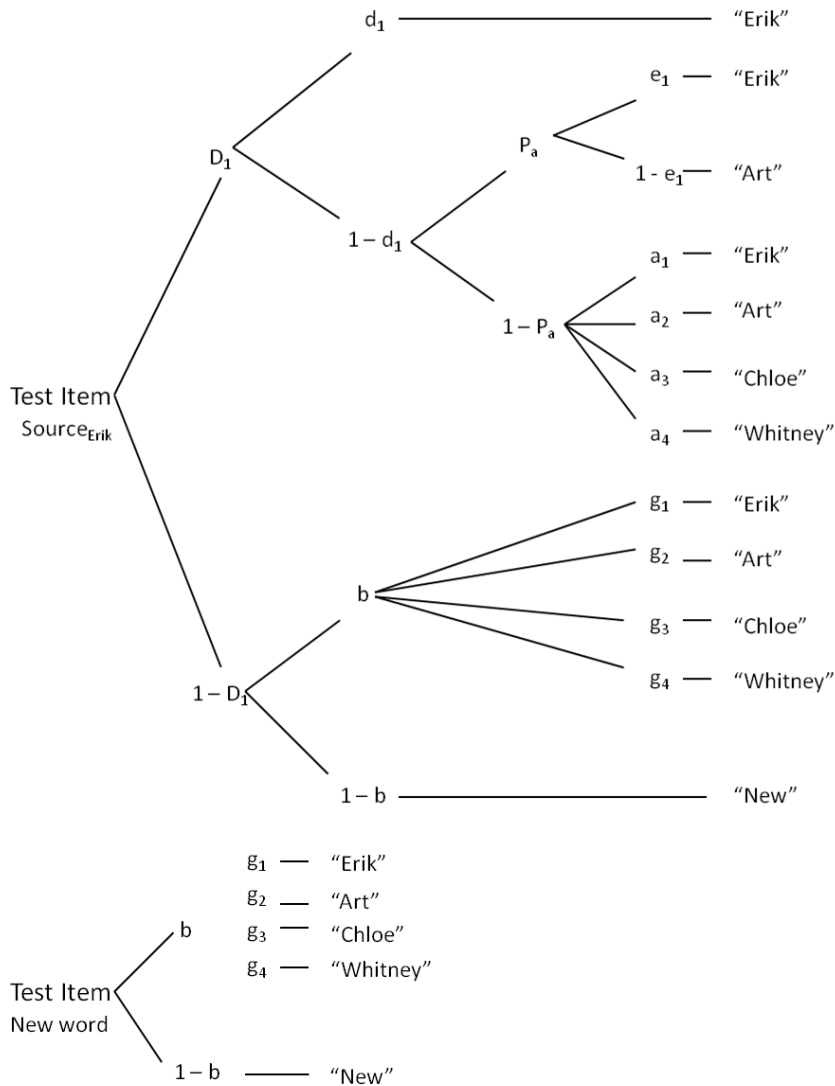 d₁ "Erik"
e₁ "Erik"
D₁
Pₐ
1 - e₁ "Art"
1 – d₁
a₁ "Erik"
a₂ "Art"
1 – Pₐ
a₃ "Chloe"
Test Item
Source_Erik
a₄ "Whitney"
g₁ "Erik"
g₂ "Art"
b
g₃ "Chloe"
g₄ "Whitney"
1 – D₁
1 – b "New"
g₁ "Erik"
g₂ "Art"
b
g₃ "Chloe"
g₄ "Whitney"
Test Item
New word
1 – b "New"